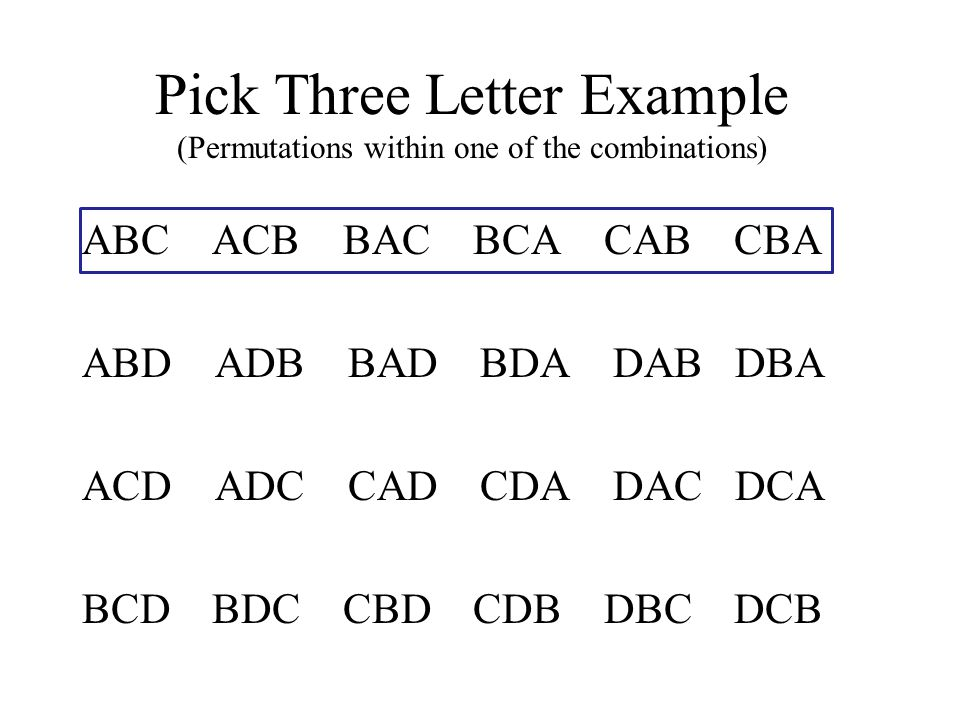 Pick Three Letter Example
(Permutations within one of the combinations)
ABC ACB BAC BCA CAB CBA
ABD ADB BAD BDA DAB DBA
ACD ADC CAD CDA DAC DCA
BCD BDC CBD CDB DBC DCB